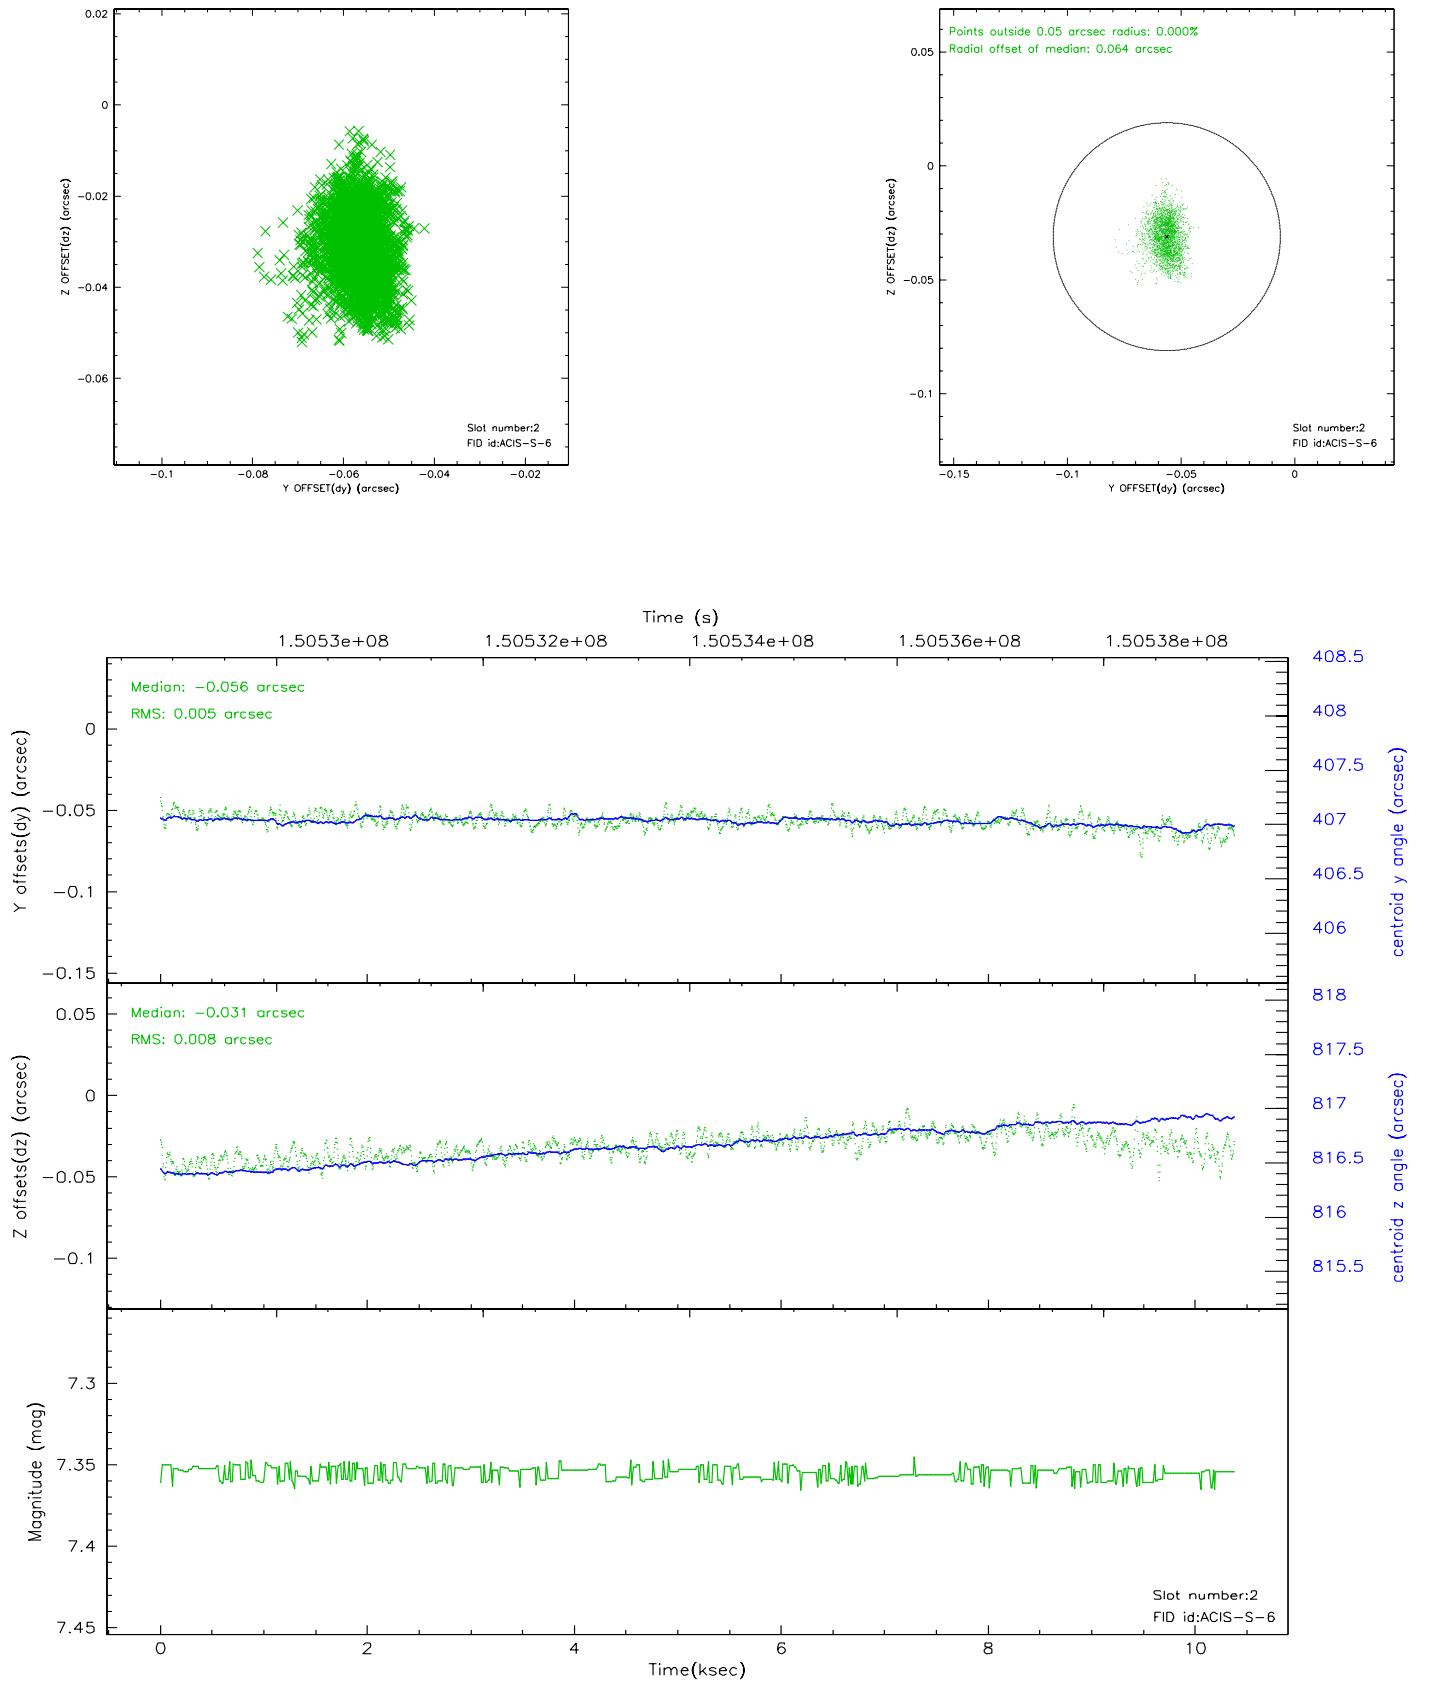 0.02
0
−0.02
−0.04
−0.06
Z OFFSET(dz) (arcsec)
Slot number:2
FID id:ACIS−S−6
−0.1 −0.08 −0.06 −0.04 −0.02
Y OFFSET(dy) (arcsec)
Points outside 0.05 arcsec radius: 0.000%
Radial offset of median: 0.064 arcsec
0.05
0
−0.05
−0.1
Z OFFSET(dz) (arcsec)
Slot number:2
FID id:ACIS−S−6
−0.15 −0.1 −0.05 0
Y OFFSET(dy) (arcsec)
Time (s)
1.5053e+08 1.50532e+08 1.50534e+08 1.50536e+08 1.50538e+08
Median: −0.056 arcsec
RMS: 0.005 arcsec
0
−0.05
−0.1
−0.15
Y offsets(dy) (arcsec)
408.5
408
407.5
407
406.5
406
centroid y angle (arcsec)
Median: −0.031 arcsec
RMS: 0.008 arcsec
0.05
0
−0.05
−0.1
Z offsets(dz) (arcsec)
818
817.5
817
816.5
816
815.5
centroid z angle (arcsec)
7.3
7.35
7.4
7.45
Magnitude (mag)
Slot number:2
FID id:ACIS−S−6
0 2 4 6 8 10
Time(ksec)